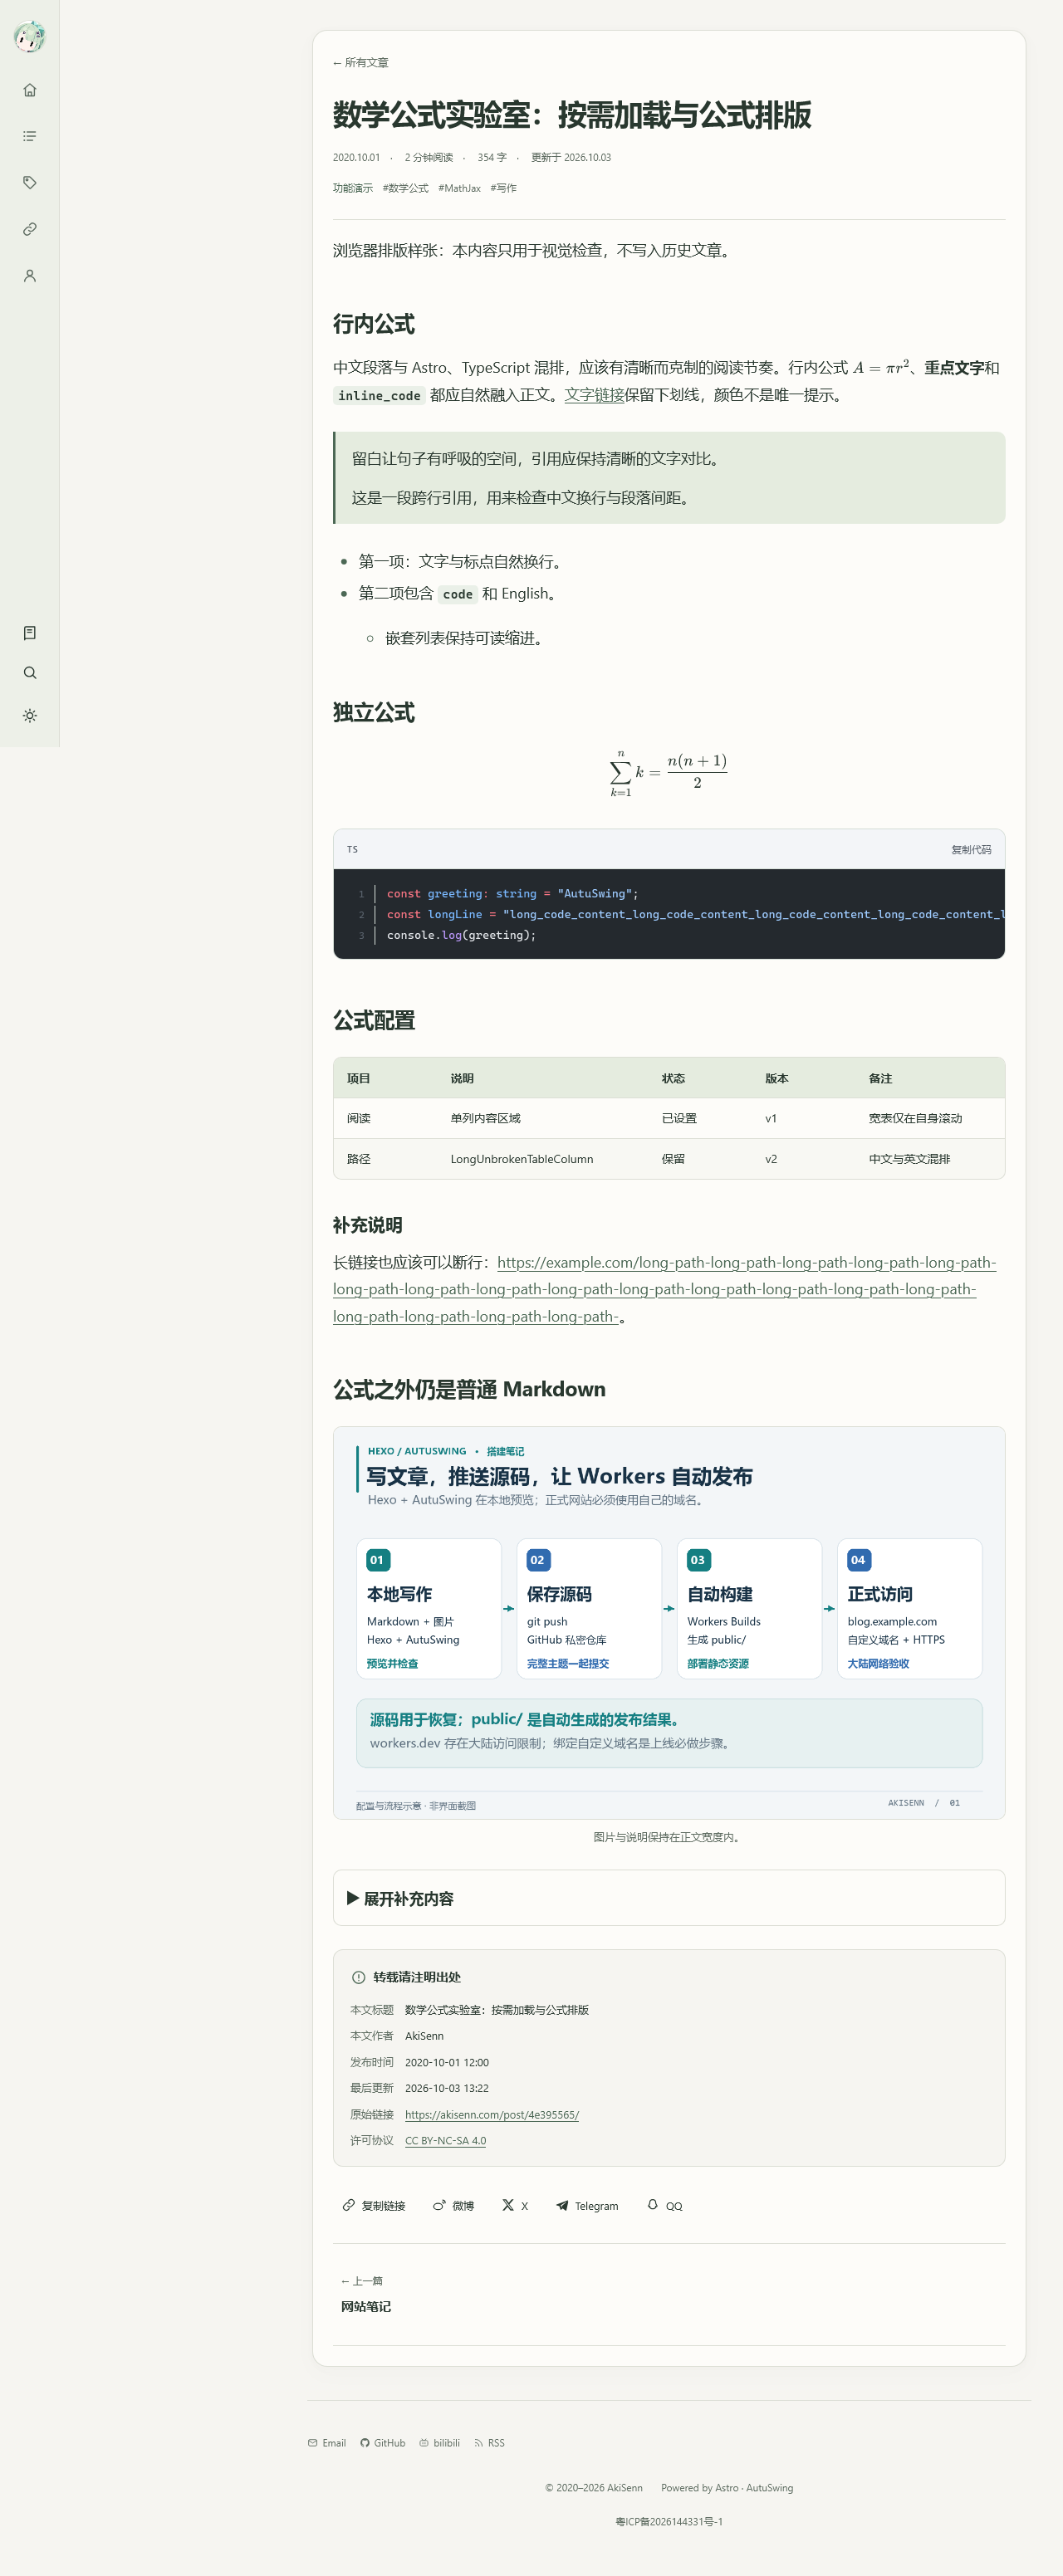 ← 所有文章
数学公式实验室：按需加载与公式排版
2020.10.01 · 2 分钟阅读 · 354 字 · 更新于 2026.10.03
功能演示 #数学公式 #MathJax #写作
浏览器排版样张：本内容只用于视觉检查，不写入历史文章。
行内公式
中文段落与 Astro、TypeScript 混排，应该有清晰而克制的阅读节奏。行内公式 A = πr²、重点文字和
inline_code 都应自然融入正文。文字链接保留下划线，颜色不是唯一提示。
留白让句子有呼吸的空间，引用应保持清晰的文字对比。
这是一段跨行引用，用来检查中文换行与段落间距。
• 第一项：文字与标点自然换行。
• 第二项包含 code 和 English。
◦ 嵌套列表保持可读缩进。
独立公式
∑_{k=1}^{n} k = n(n + 1)/2
TS 复制代码
1 const greeting: string = "AutuSwing";
2 const longLine = "long_code_content_long_code_content_long_code_content_long_code_content_l
3 console.log(greeting);
公式配置
项目 说明 状态 版本 备注
阅读 单列内容区域 已设置 v1 宽表仅在自身滚动
路径 LongUnbrokenTableColumn 保留 v2 中文与英文混排
补充说明
长链接也应该可以断行：https://example.com/long-path-long-path-long-path-long-path-long-path-
long-path-long-path-long-path-long-path-long-path-long-path-long-path-long-path-long-path-
long-path-long-path-long-path-long-path-。
公式之外仍是普通 Markdown
HEXO / AUTUSWING • 搭建笔记
写文章，推送源码，让 Workers 自动发布
Hexo + AutuSwing 在本地预览；正式网站必须使用自己的域名。
01 02 03 04
本地写作 保存源码 自动构建 正式访问
Markdown + 图片 git push Workers Builds blog.example.com
Hexo + AutuSwing GitHub 私密仓库 生成 public/ 自定义域名 + HTTPS
预览并检查 完整主题一起提交 部署静态资源 大陆网络验收
源码用于恢复；public/ 是自动生成的发布结果。
workers.dev 存在大陆访问限制；绑定自定义域名是上线必做步骤。
配置与流程示意 · 非界面截图 AKISENN / 01
图片与说明保持在正文宽度内。
▶ 展开补充内容
转载请注明出处
本文标题 数学公式实验室：按需加载与公式排版
本文作者 AkiSenn
发布时间 2020-10-01 12:00
最后更新 2026-10-03 13:22
原始链接 https://akisenn.com/post/4e395565/
许可协议 CC BY-NC-SA 4.0
复制链接 微博 X Telegram QQ
← 上一篇
网站笔记
Email GitHub bilibili RSS
© 2020–2026 AkiSenn Powered by Astro · AutuSwing
粤ICP备2026144331号-1